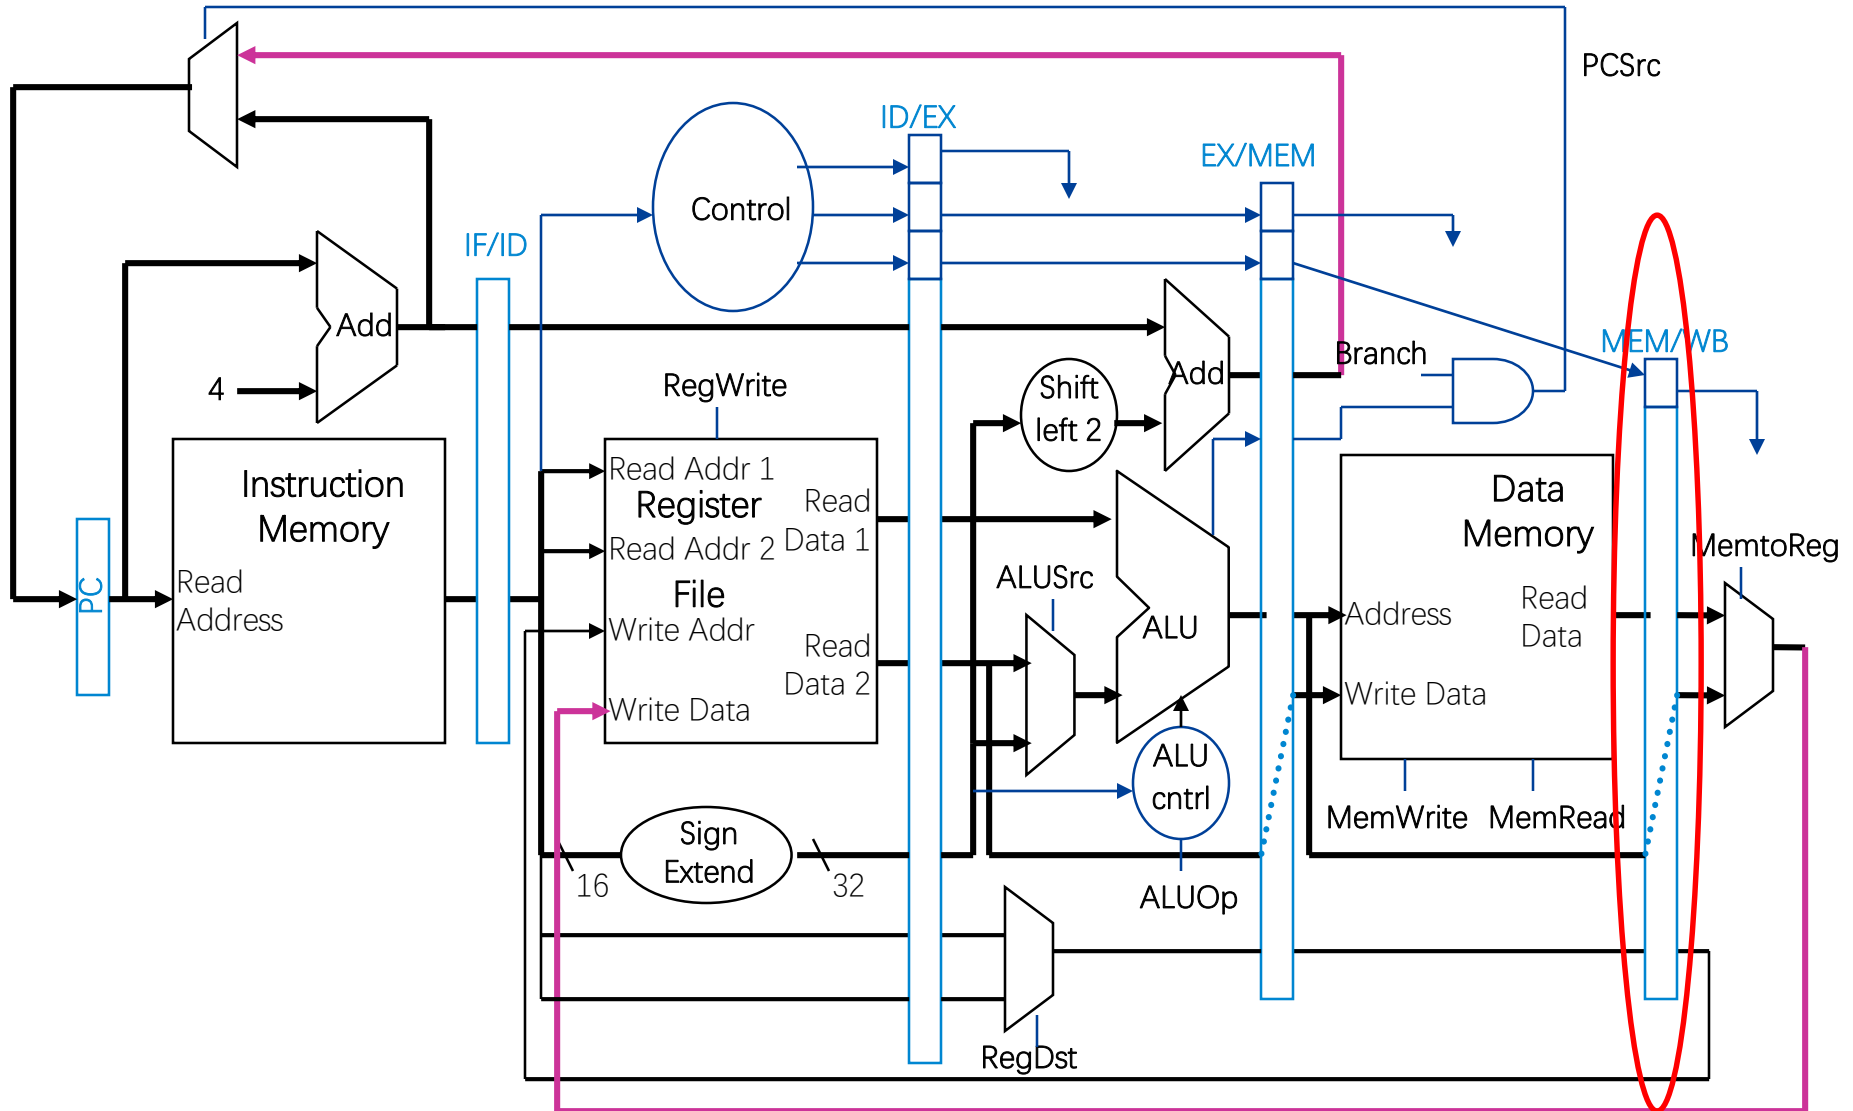 PCSrc
ID/EX
EX/MEM
Control
IF/ID
Add
MEM/WB
Branch
4
RegWrite
Shift
left 2
Add
Instruction
Memory
Read
Address
PC
Read Addr 1
Register
Read Addr 2
File
Write Addr
Write Data
Read
Data 1
Read
Data 2
ALUSrc
ALU
ALU
cntrl
ALUOp
Data
Memory
Address
Read
Data
Write Data
MemtoReg
MemWrite
MemRead
Sign
Extend
16
32
RegDst